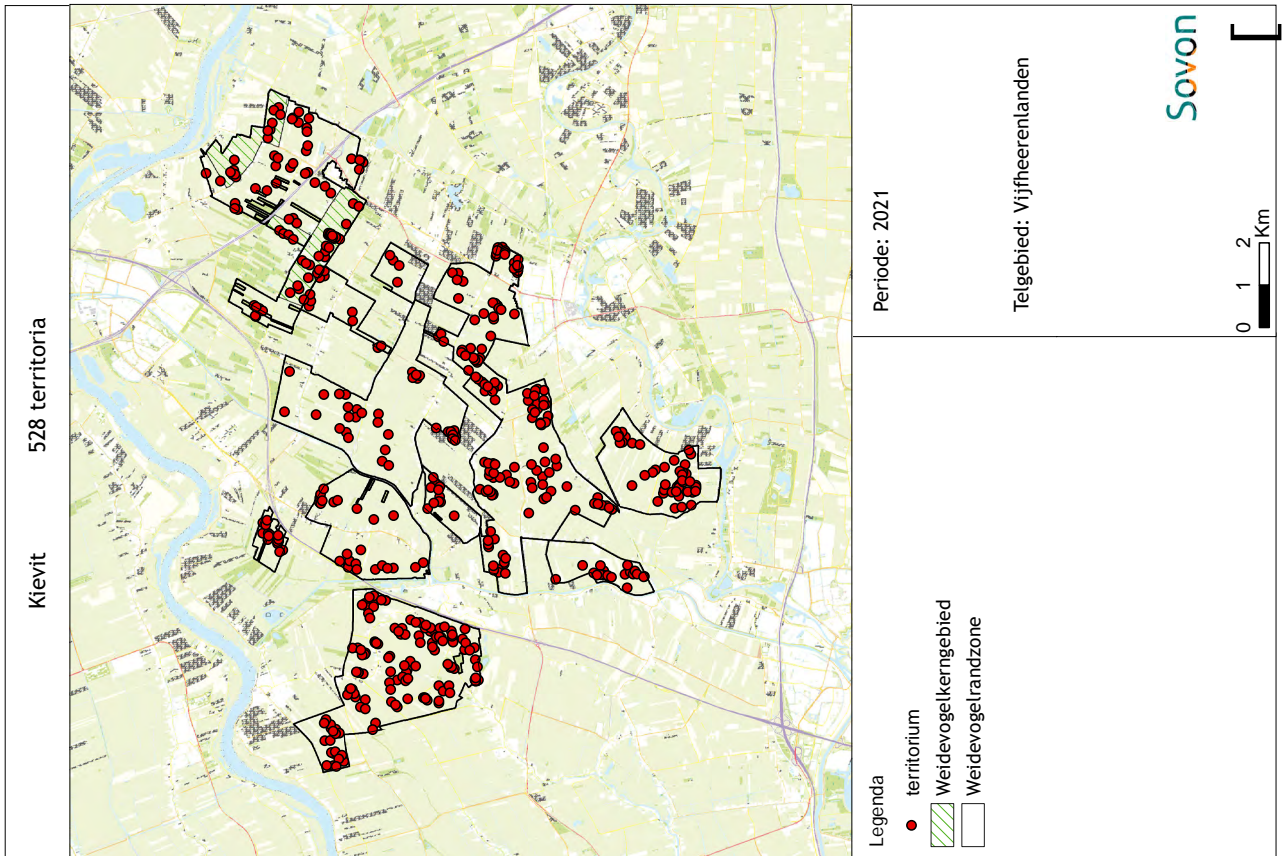 Kievit 528 territoria
Legenda
territorium
Weidevogelkerngebied
Weidevogelrandzone
Periode: 2021
Telgebied: Vijfheerenlanden
0 1 2
Km
Sovon